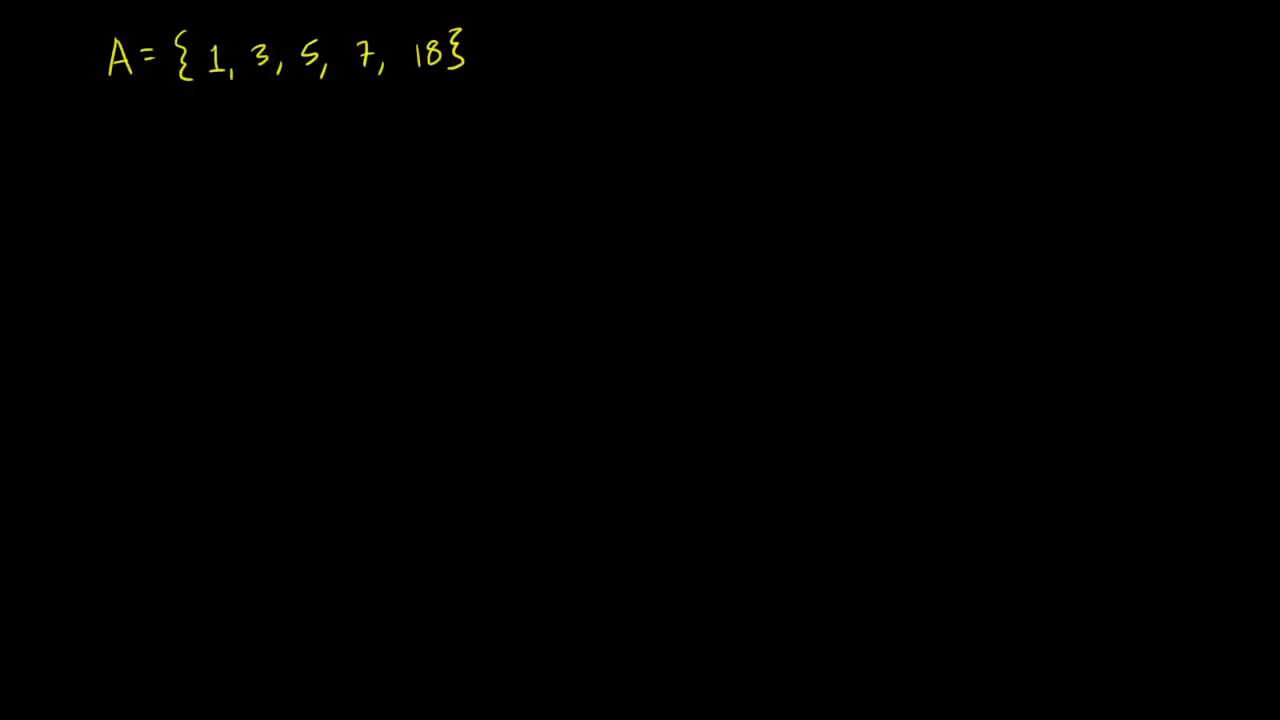 A = { 1, 3, 5, 7, 18}